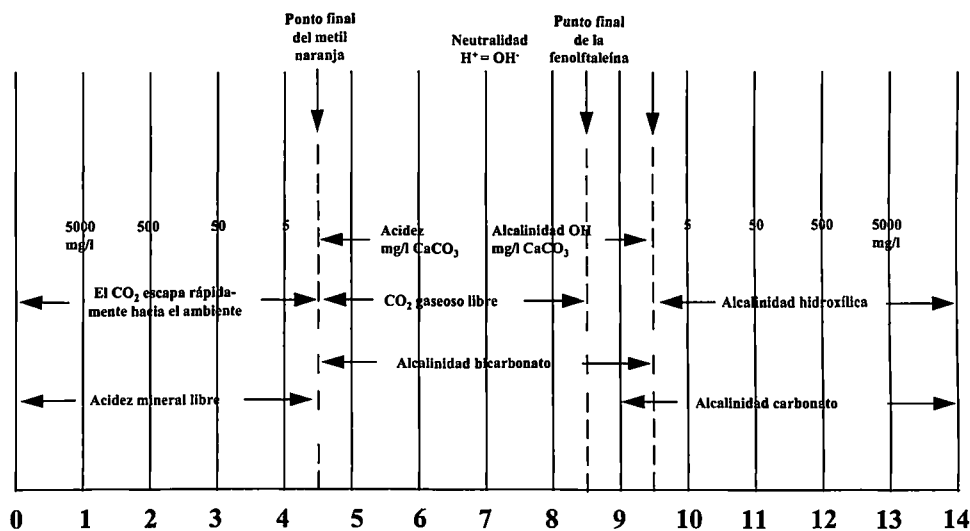 Ponto final
del metil
naranja
Neutralidad
H⁺ = OH⁻
Punto final
de la
fenolftaleína
5000
mg/l
500
50
5
Acidez
mg/l CaCO₃
Alcalinidad OH
mg/l CaCO₃
5
50
500
5000
mg/l
El CO₂ escapa rápida-
mente hacia el ambiente
CO₂ gaseoso libre
Alcalinidad hidroxílica
Alcalinidad bicarbonato
Acidez mineral libre
Alcalinidad carbonato
0 1 2 3 4 5 6 7 8 9 10 11 12 13 14